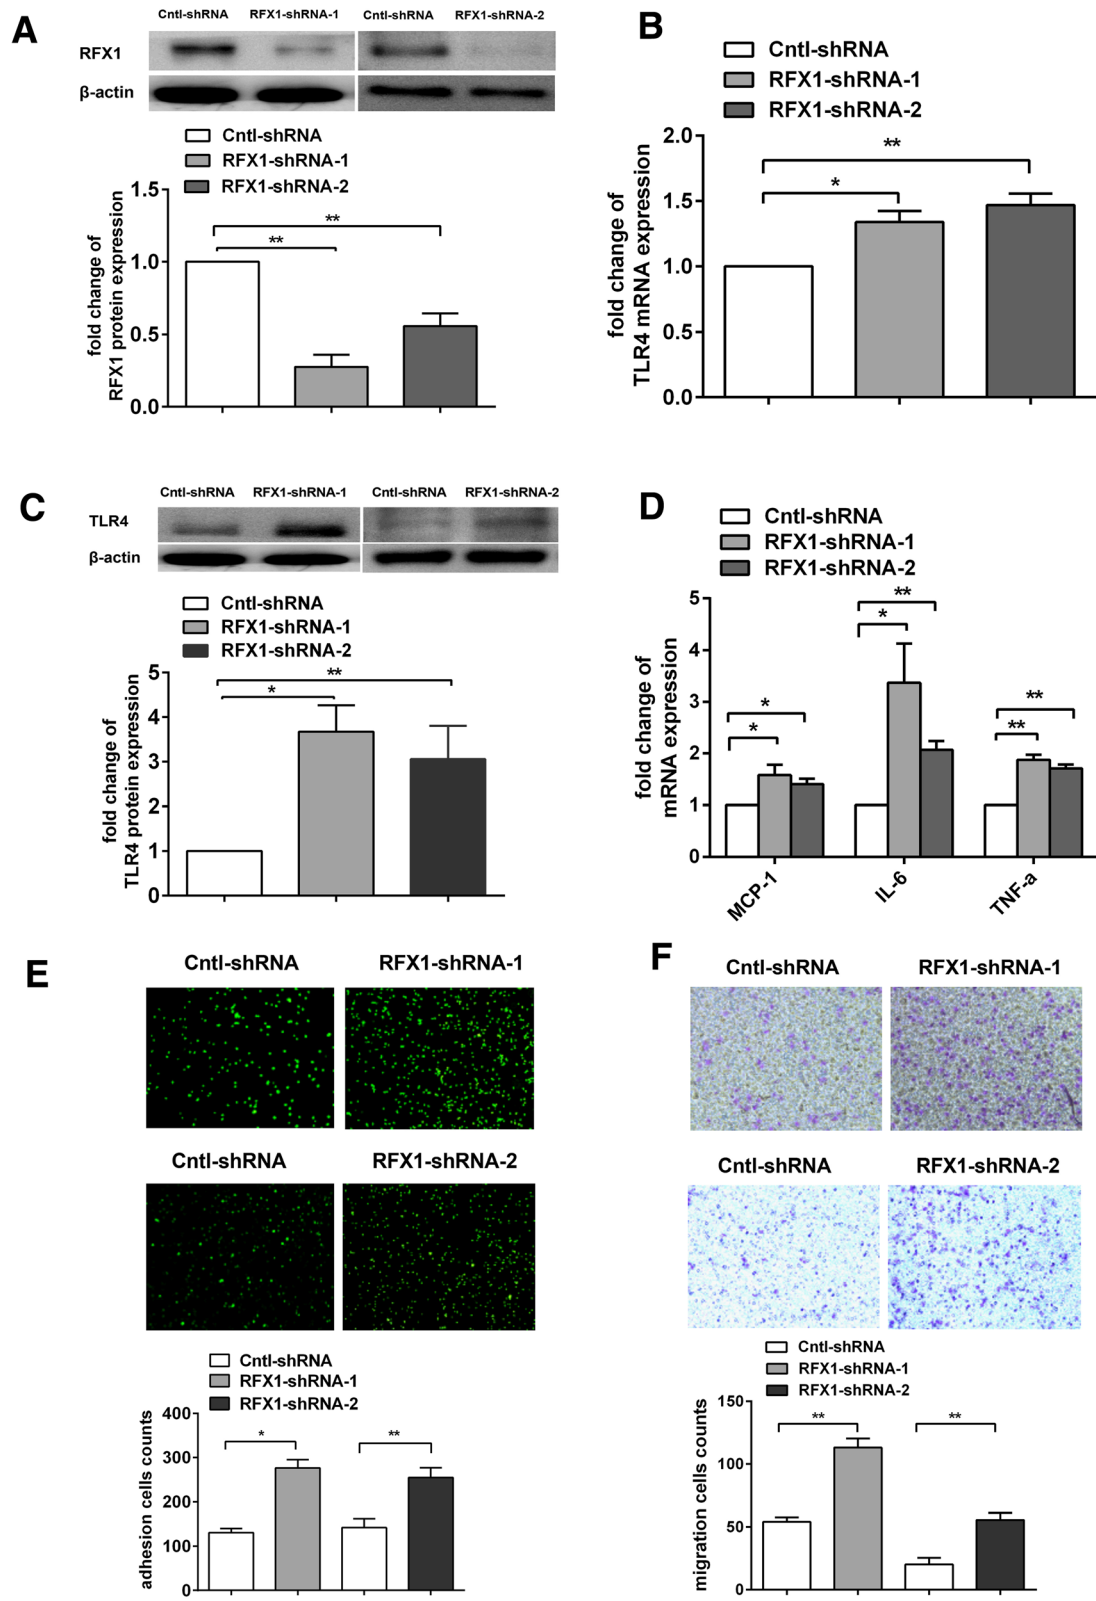 A
Cntl-shRNA RFX1-shRNA-1 Cntl-shRNA RFX1-shRNA-2
RFX1
β-actin
Cntl-shRNA
RFX1-shRNA-1
RFX1-shRNA-2
fold change of
RFX1 protein expression
1.5
1.0
0.5
0.0
**
**
B
Cntl-shRNA
RFX1-shRNA-1
RFX1-shRNA-2
fold change of
TLR4 mRNA expression
2.0
1.5
1.0
0.5
0.0
**
*
C
Cntl-shRNA RFX1-shRNA-1 Cntl-shRNA RFX1-shRNA-2
TLR4
β-actin
Cntl-shRNA
RFX1-shRNA-1
RFX1-shRNA-2
fold change of
TLR4 protein expression
5
4
3
2
1
0
**
*
D
Cntl-shRNA
RFX1-shRNA-1
RFX1-shRNA-2
fold change of
mRNA expression
5
4
3
2
1
0
*
*
**
*
**
**
MCP-1 IL-6 TNF-a
E
Cntl-shRNA RFX1-shRNA-1
Cntl-shRNA RFX1-shRNA-2
Cntl-shRNA
RFX1-shRNA-1
RFX1-shRNA-2
adhesion cells counts
400
300
200
100
0
* **
F
Cntl-shRNA RFX1-shRNA-1
Cntl-shRNA RFX1-shRNA-2
Cntl-shRNA
RFX1-shRNA-1
RFX1-shRNA-2
migration cells counts
150
100
50
0
** **